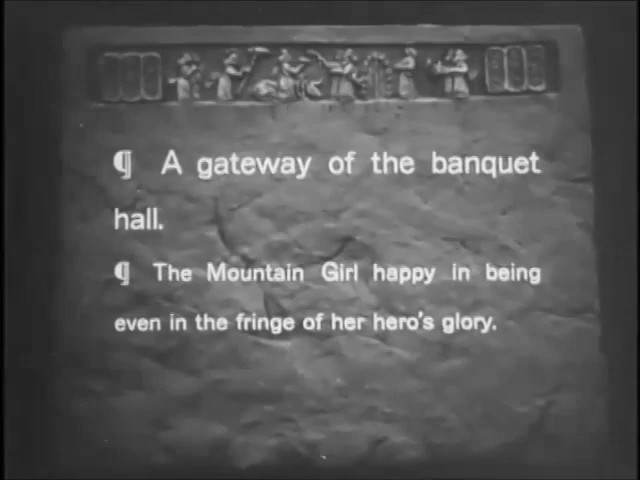 ¶ A gateway of the banquet
hall.
¶ The Mountain Girl happy in being
even in the fringe of her hero's glory.